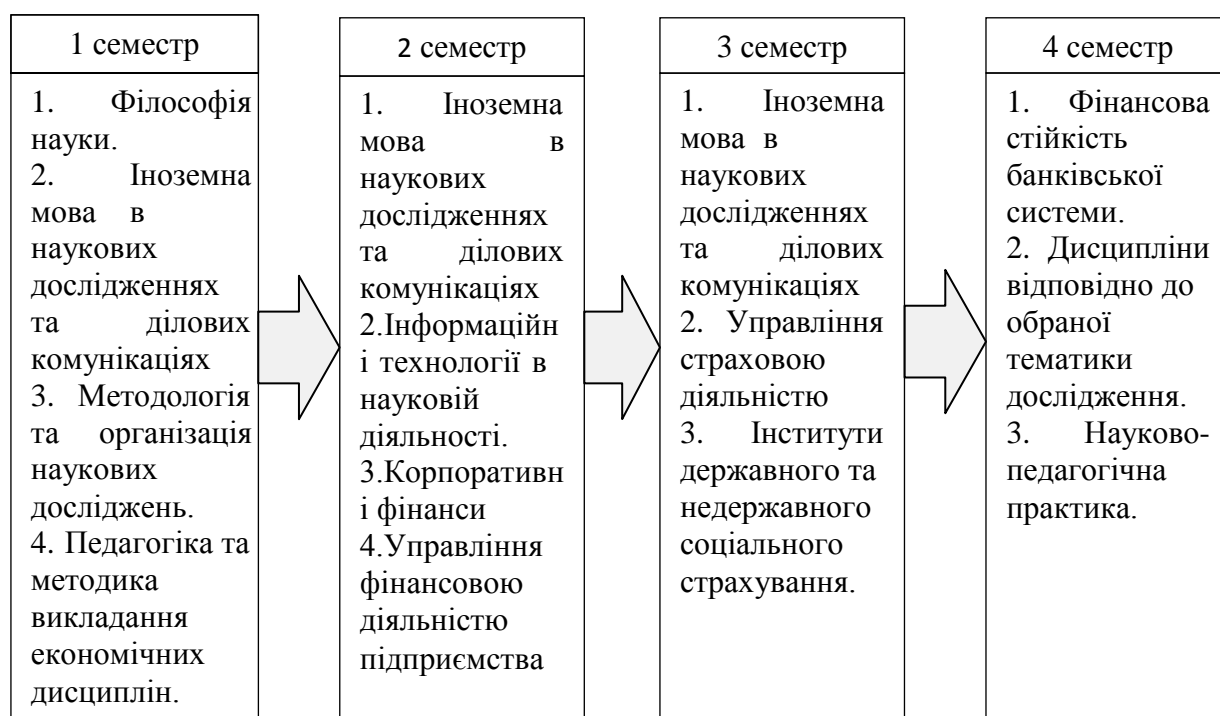 1 семестр
1. Філософія
науки.
2. Іноземна
мова в
наукових
дослідженнях
та ділових
комунікаціях
3. Методологія
та організація
наукових
досліджень.
4. Педагогіка та
методика
викладання
економічних
дисциплін.
2 семестр
1. Іноземна
мова в
наукових
дослідженнях
та ділових
комунікаціях
2.Інформаційн
і технології в
науковій
діяльності.
3.Корпоративн
і фінанси
4.Управління
фінансовою
діяльністю
підприємства
3 семестр
1. Іноземна
мова в
наукових
дослідженнях
та ділових
комунікаціях
2. Управління
страховою
діяльністю
3. Інститути
державного та
недержавного
соціального
страхування.
4 семестр
1. Фінансова
стійкість
банківської
системи.
2. Дисципліни
відповідно до
обраної
тематики
дослідження.
3. Науково-
педагогічна
практика.